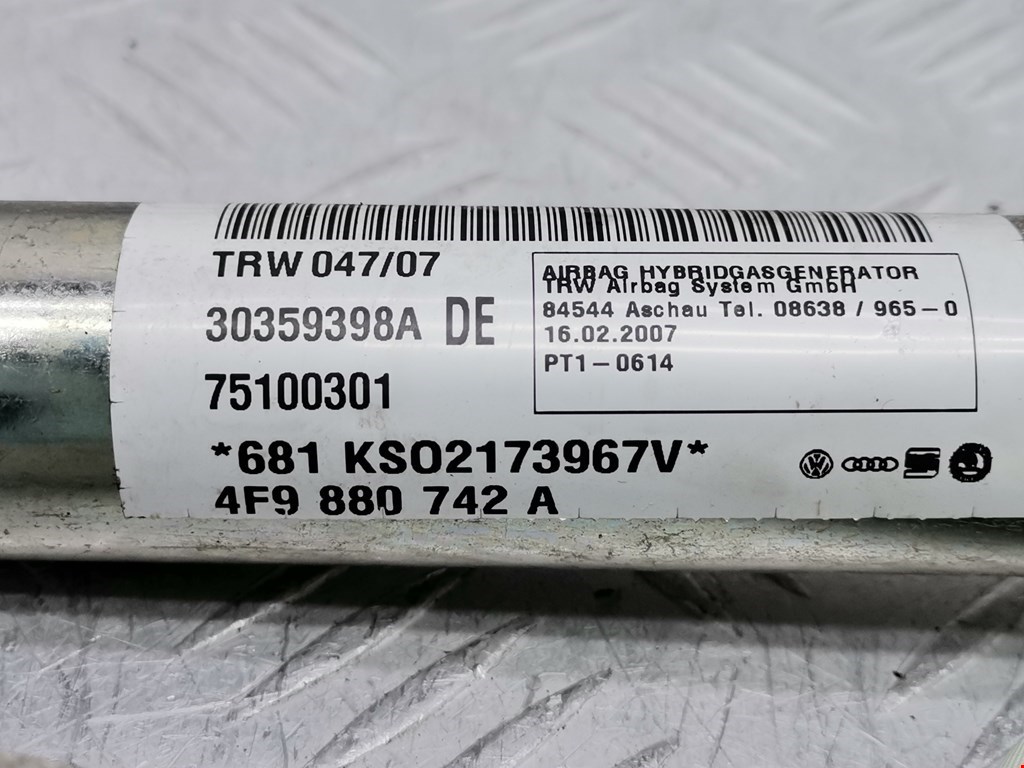 TRW 047/07
30359398A DE
75100301
*681 KS02173967V*
4F9 880 742 A
AIRBAG HYBRIDGASGENERATOR
TRW Airbag System GmbH
84544 Aschau Tel. 08638 / 965-0
16.02.2007
PT1-0614